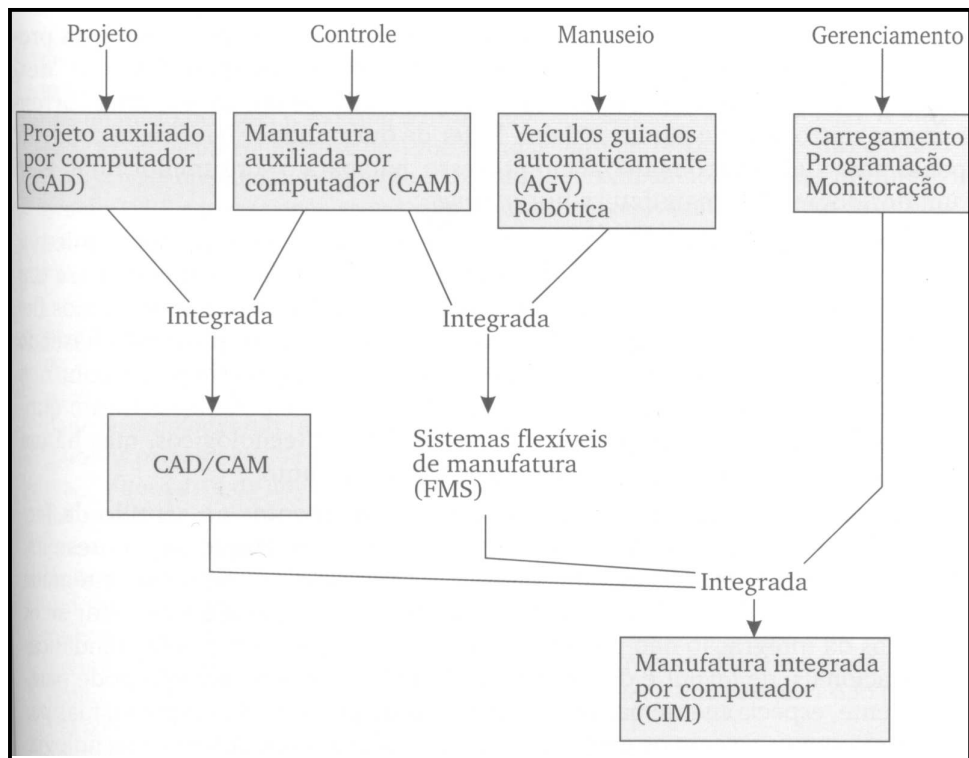 Projeto
Controle
Manuseio
Gerenciamento
Projeto auxiliado
por computador
(CAD)
Manufatura
auxiliada por
computador (CAM)
Veículos guiados
automaticamente
(AGV)
Robótica
Carregamento
Programação
Monitoração
Integrada
Integrada
CAD/CAM
Sistemas flexíveis
de manufatura
(FMS)
Integrada
Manufatura integrada
por computador
(CIM)